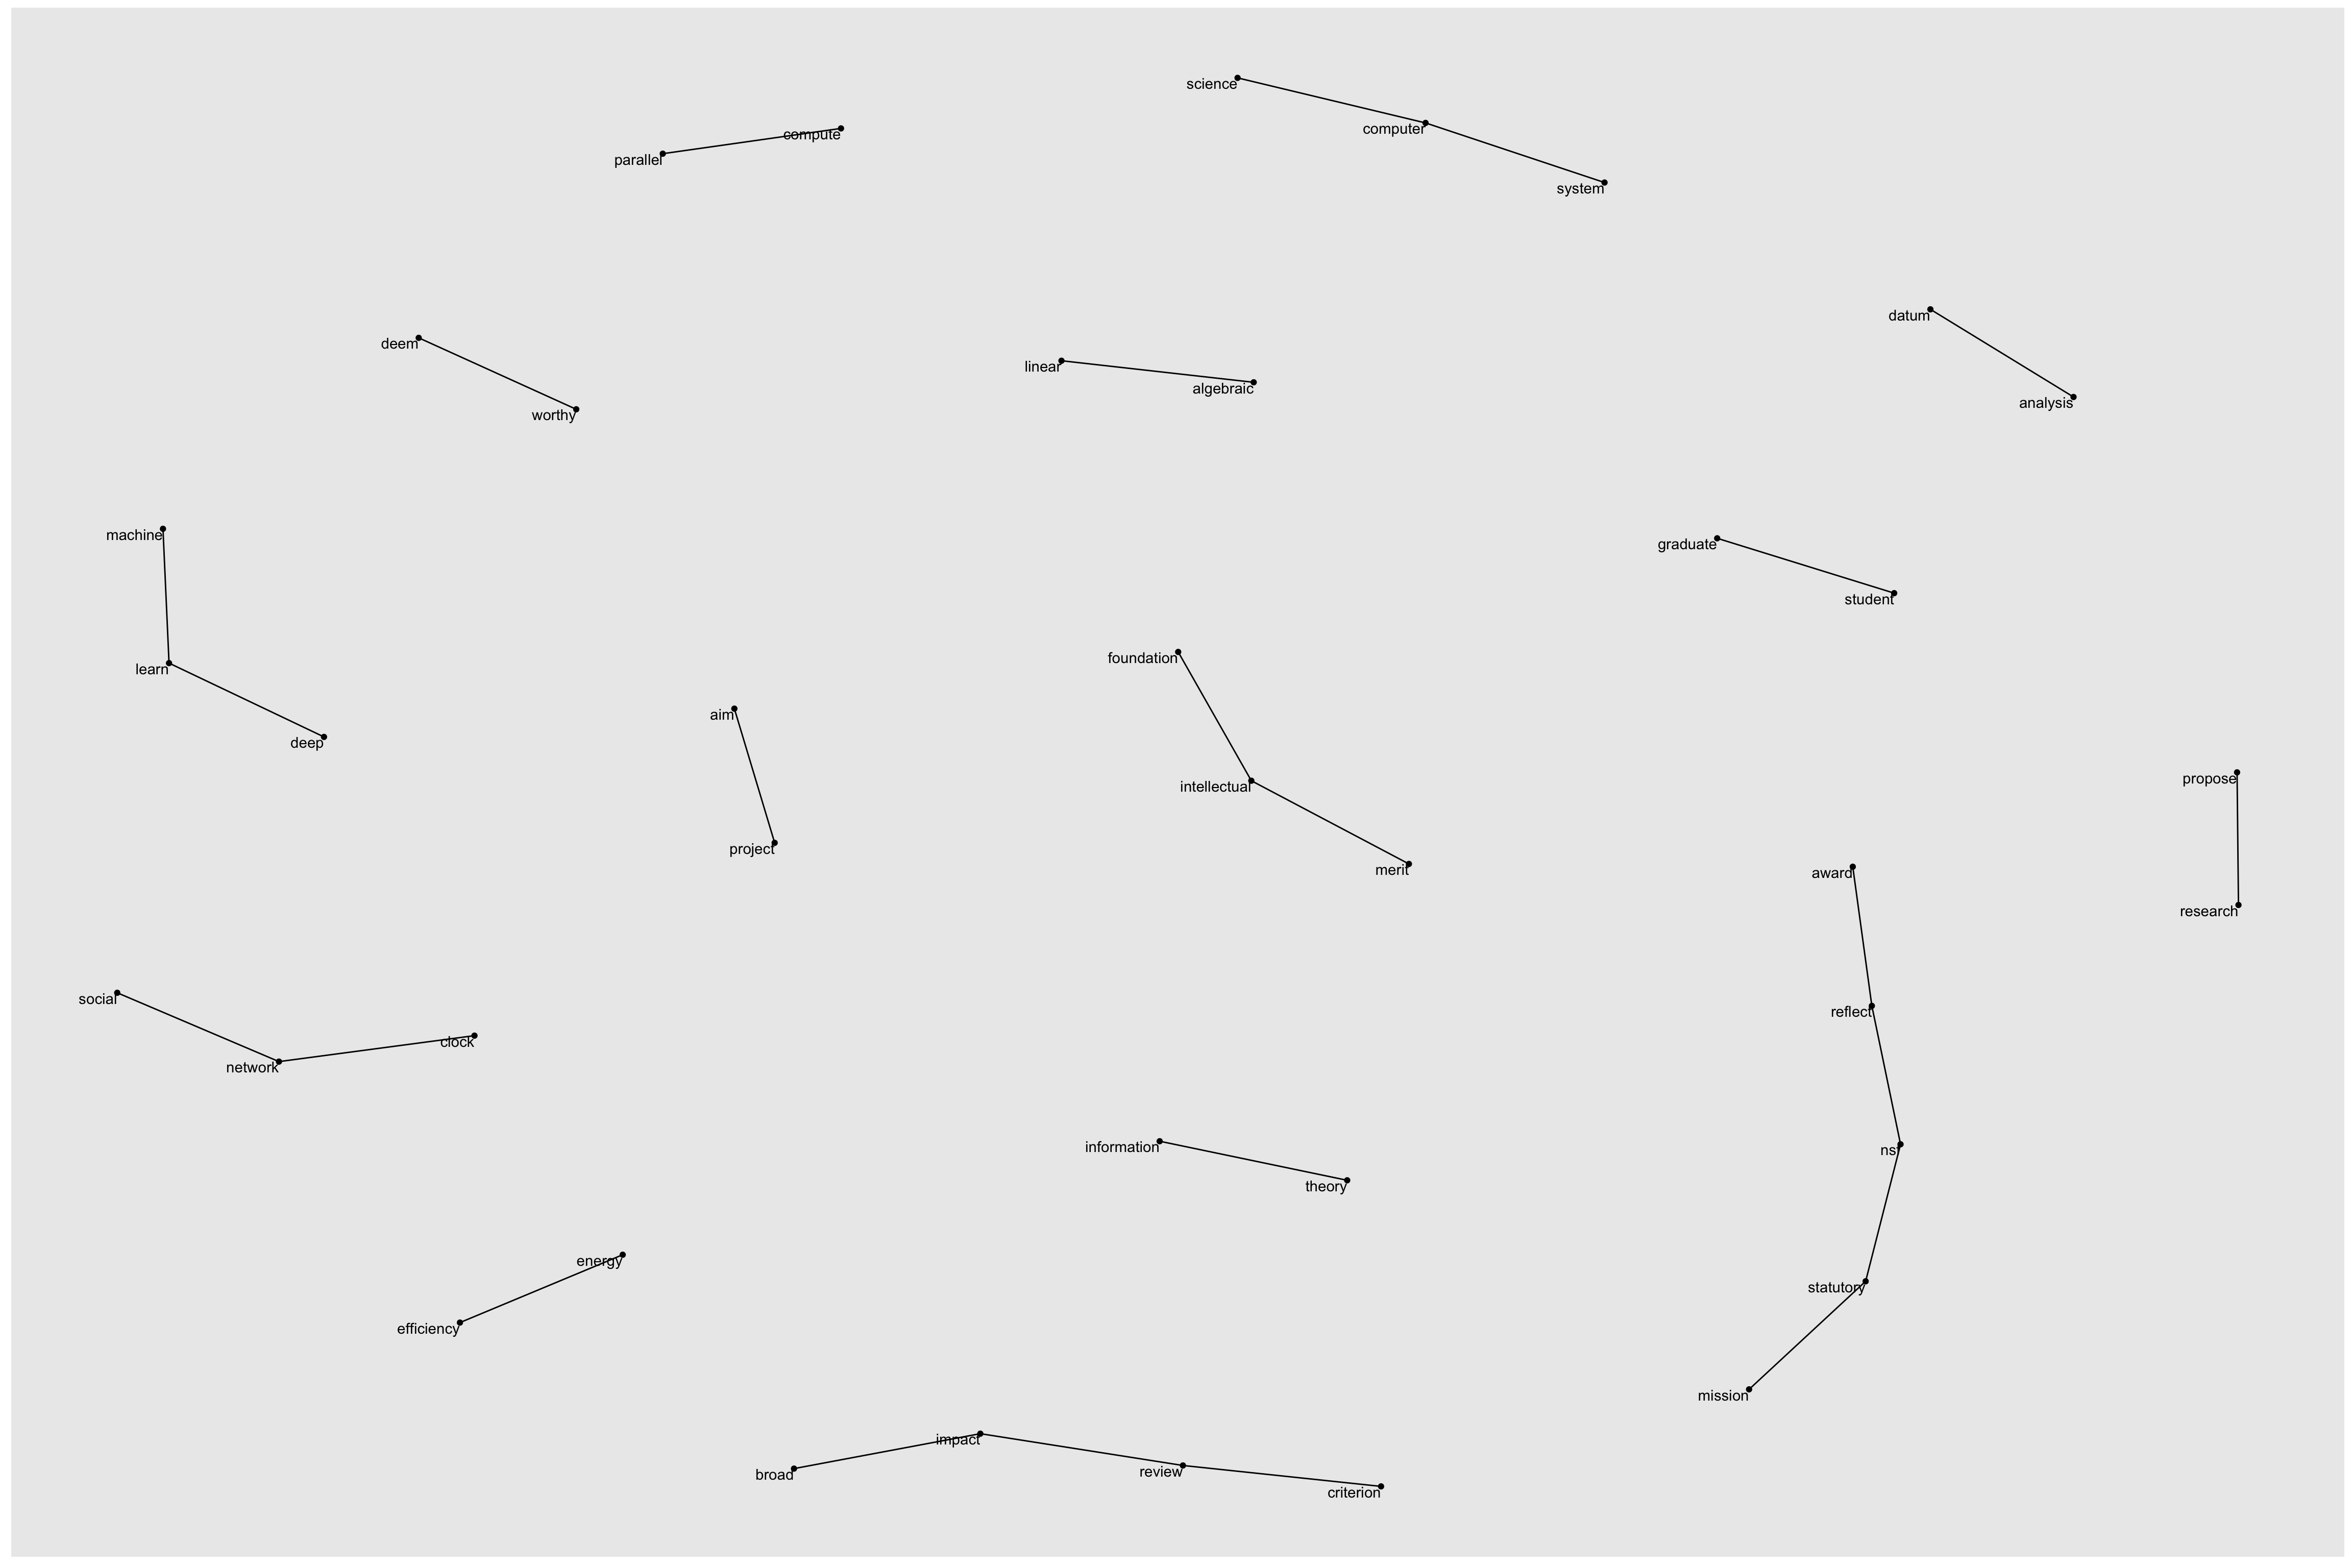 science
computer
compute
parallel
system
datum
deem
linear
algebraic
analysis
worthy
machine
graduate
student
foundation
learn
aim
deep
propose
intellectual
project
merit
award
research
social
reflect
clock
network
information
nsf
theory
energy
statutory
efficiency
mission
impact
review
broad
criterion